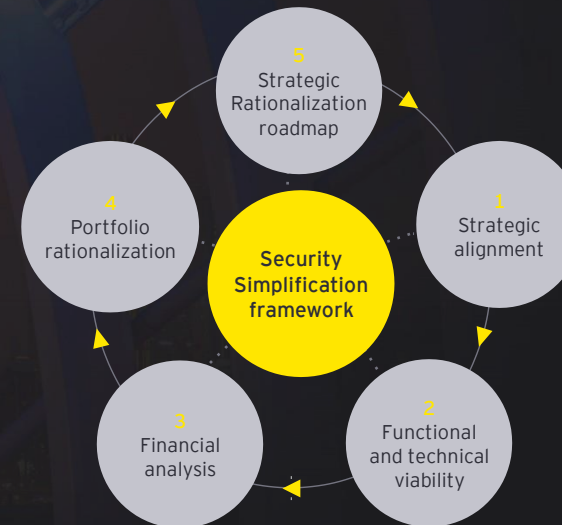 5
Strategic
Rationalization
roadmap
1
Strategic
alignment
2
Functional
and technical
viability
3
Financial
analysis
4
Portfolio
rationalization
Security
Simplification
framework